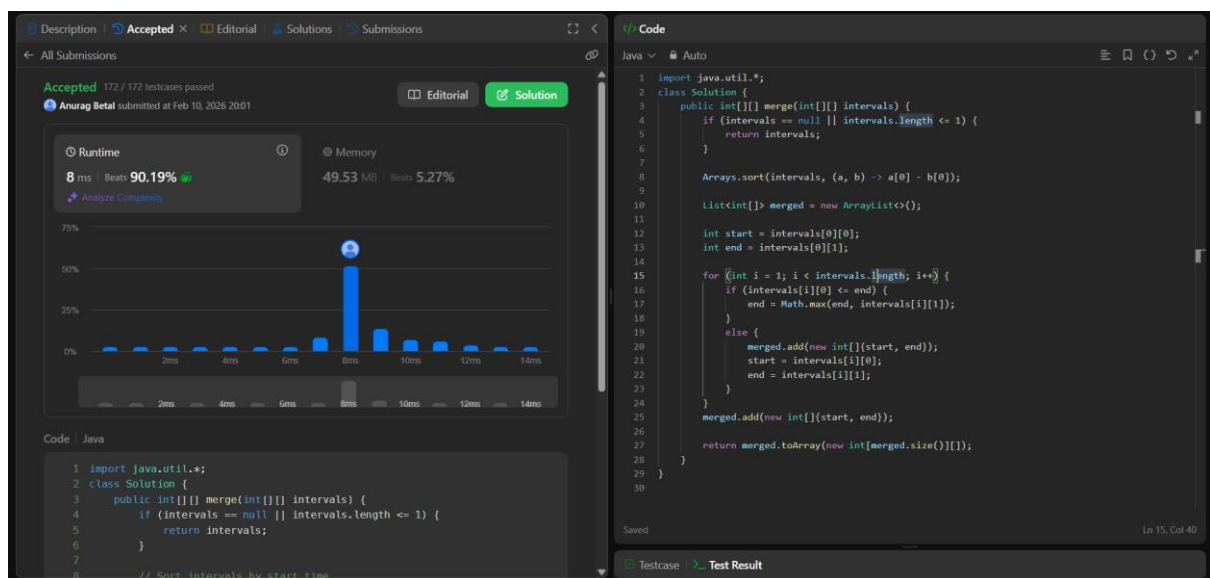 Description | Accepted × | Editorial | Solutions | Submissions
← All Submissions
Accepted 172 / 172 testcases passed
Anurag Betal submitted at Feb 10, 2026 20:01
Editorial
Solution
Runtime
8 ms | Beats 90.19%
Analyze Complexity
Memory
49.53 MB | Beats 5.27%
75%
50%
25%
0%
2ms 4ms 6ms 8ms 10ms 12ms 14ms
2ms 4ms 6ms 8ms 10ms 12ms 14ms
Code | Java
1 import java.util.*;
2 class Solution {
3 public int[][] merge(int[][] intervals) {
4 if (intervals == null || intervals.length <= 1) {
5 return intervals;
6 }
7
8 // Sort intervals by start time
</> Code
Java Auto
1 import java.util.*;
2 class Solution {
3 public int[][] merge(int[][] intervals) {
4 if (intervals == null || intervals.length <= 1) {
5 return intervals;
6 }
7
8 Arrays.sort(intervals, (a, b) -> a[0] - b[0]);
9
10 List<int[]> merged = new ArrayList<>();
11
12 int start = intervals[0][0];
13 int end = intervals[0][1];
14
15 for (int i = 1; i < intervals.length; i++) {
16 if (intervals[i][0] <= end) {
17 end = Math.max(end, intervals[i][1]);
18 }
19 else {
20 merged.add(new int[]{start, end});
21 start = intervals[i][0];
22 end = intervals[i][1];
23 }
24 }
25 merged.add(new int[]{start, end});
26
27 return merged.toArray(new int[merged.size()][]);
28 }
29 }
30
Saved
Ln 15, Col 40
Testcase | >_ Test Result